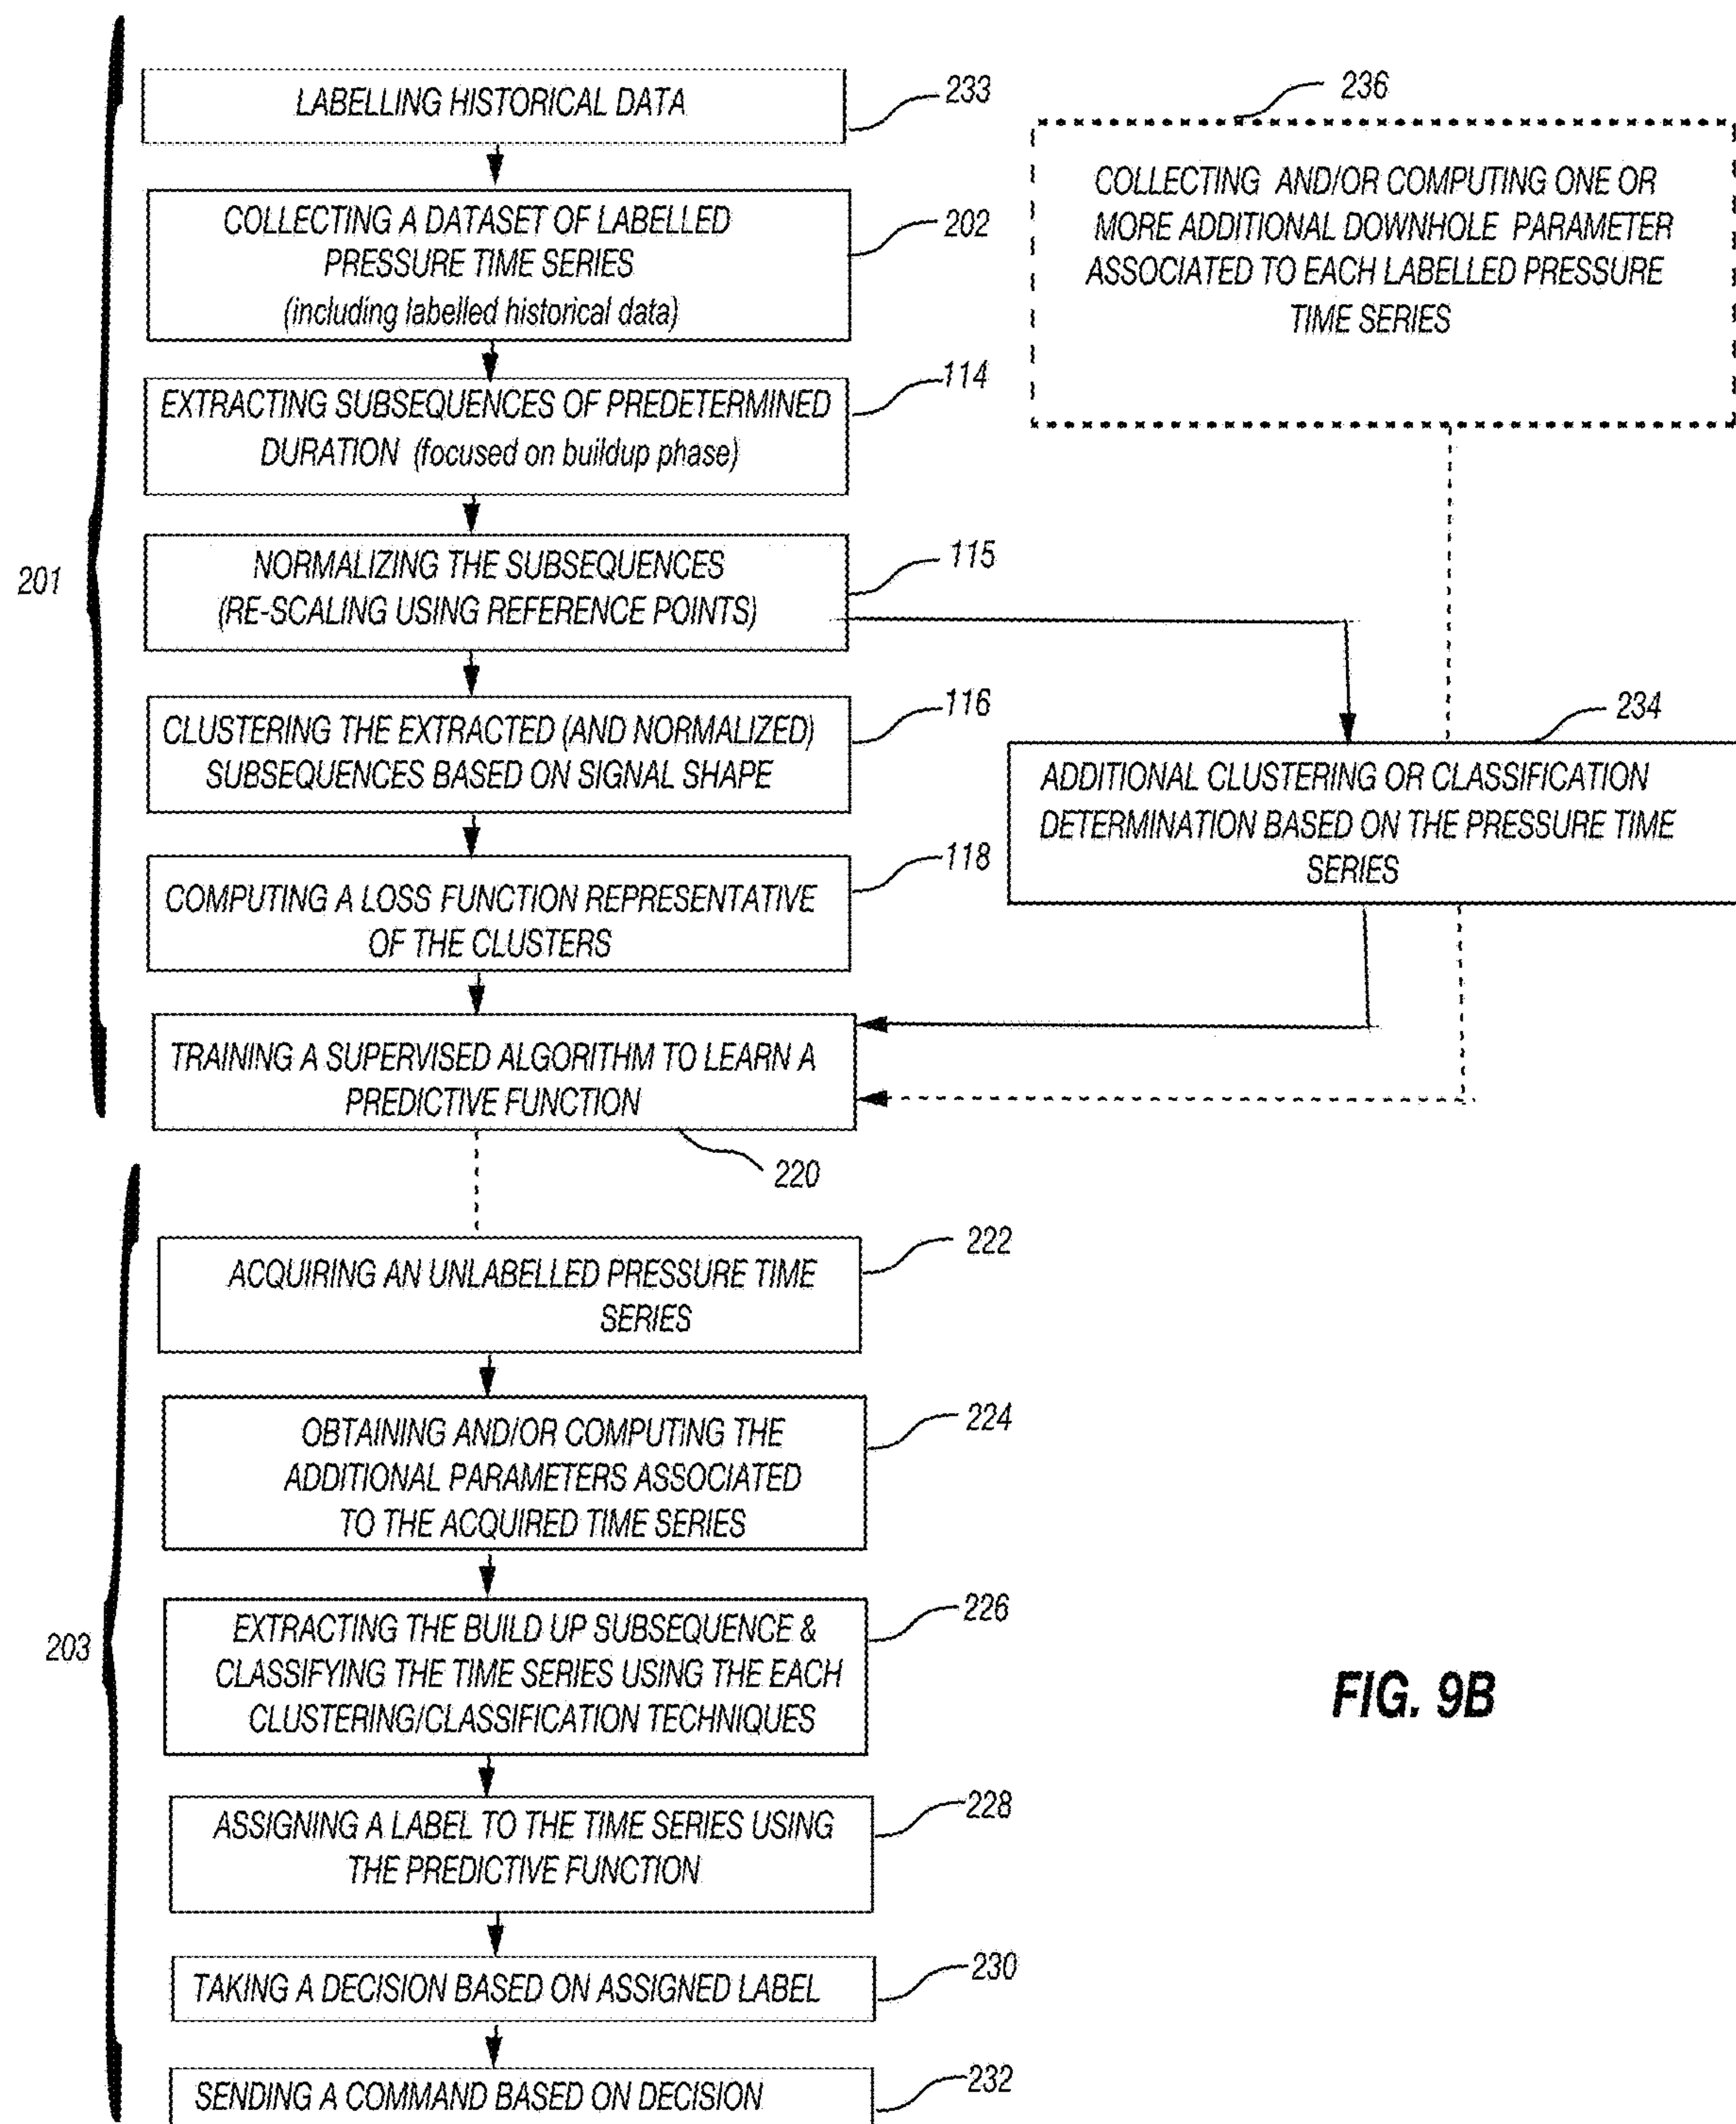 LABELLING HISTORICAL DATA
233
COLLECTING A DATASET OF LABELLED
PRESSURE TIME SERIES
(including labelled historical data)
202
EXTRACTING SUBSEQUENCES OF PREDETERMINED
DURATION (focused on buildup phase)
114
NORMALIZING THE SUBSEQUENCES
(RE-SCALING USING REFERENCE POINTS)
115
201
CLUSTERING THE EXTRACTED (AND NORMALIZED)
SUBSEQUENCES BASED ON SIGNAL SHAPE
116
COMPUTING A LOSS FUNCTION REPRESENTATIVE
OF THE CLUSTERS
118
TRAINING A SUPERVISED ALGORITHM TO LEARN A
PREDICTIVE FUNCTION
220
236
COLLECTING AND/OR COMPUTING ONE OR
MORE ADDITIONAL DOWNHOLE PARAMETER
ASSOCIATED TO EACH LABELLED PRESSURE
TIME SERIES
234
ADDITIONAL CLUSTERING OR CLASSIFICATION
DETERMINATION BASED ON THE PRESSURE TIME
SERIES
ACQUIRING AN UNLABELLED PRESSURE TIME
SERIES
222
OBTAINING AND/OR COMPUTING THE
ADDITIONAL PARAMETERS ASSOCIATED
TO THE ACQUIRED TIME SERIES
224
EXTRACTING THE BUILD UP SUBSEQUENCE &
CLASSIFYING THE TIME SERIES USING THE EACH
CLUSTERING/CLASSIFICATION TECHNIQUES
226
203
ASSIGNING A LABEL TO THE TIME SERIES USING
THE PREDICTIVE FUNCTION
228
TAKING A DECISION BASED ON ASSIGNED LABEL
230
SENDING A COMMAND BASED ON DECISION
232
FIG. 9B